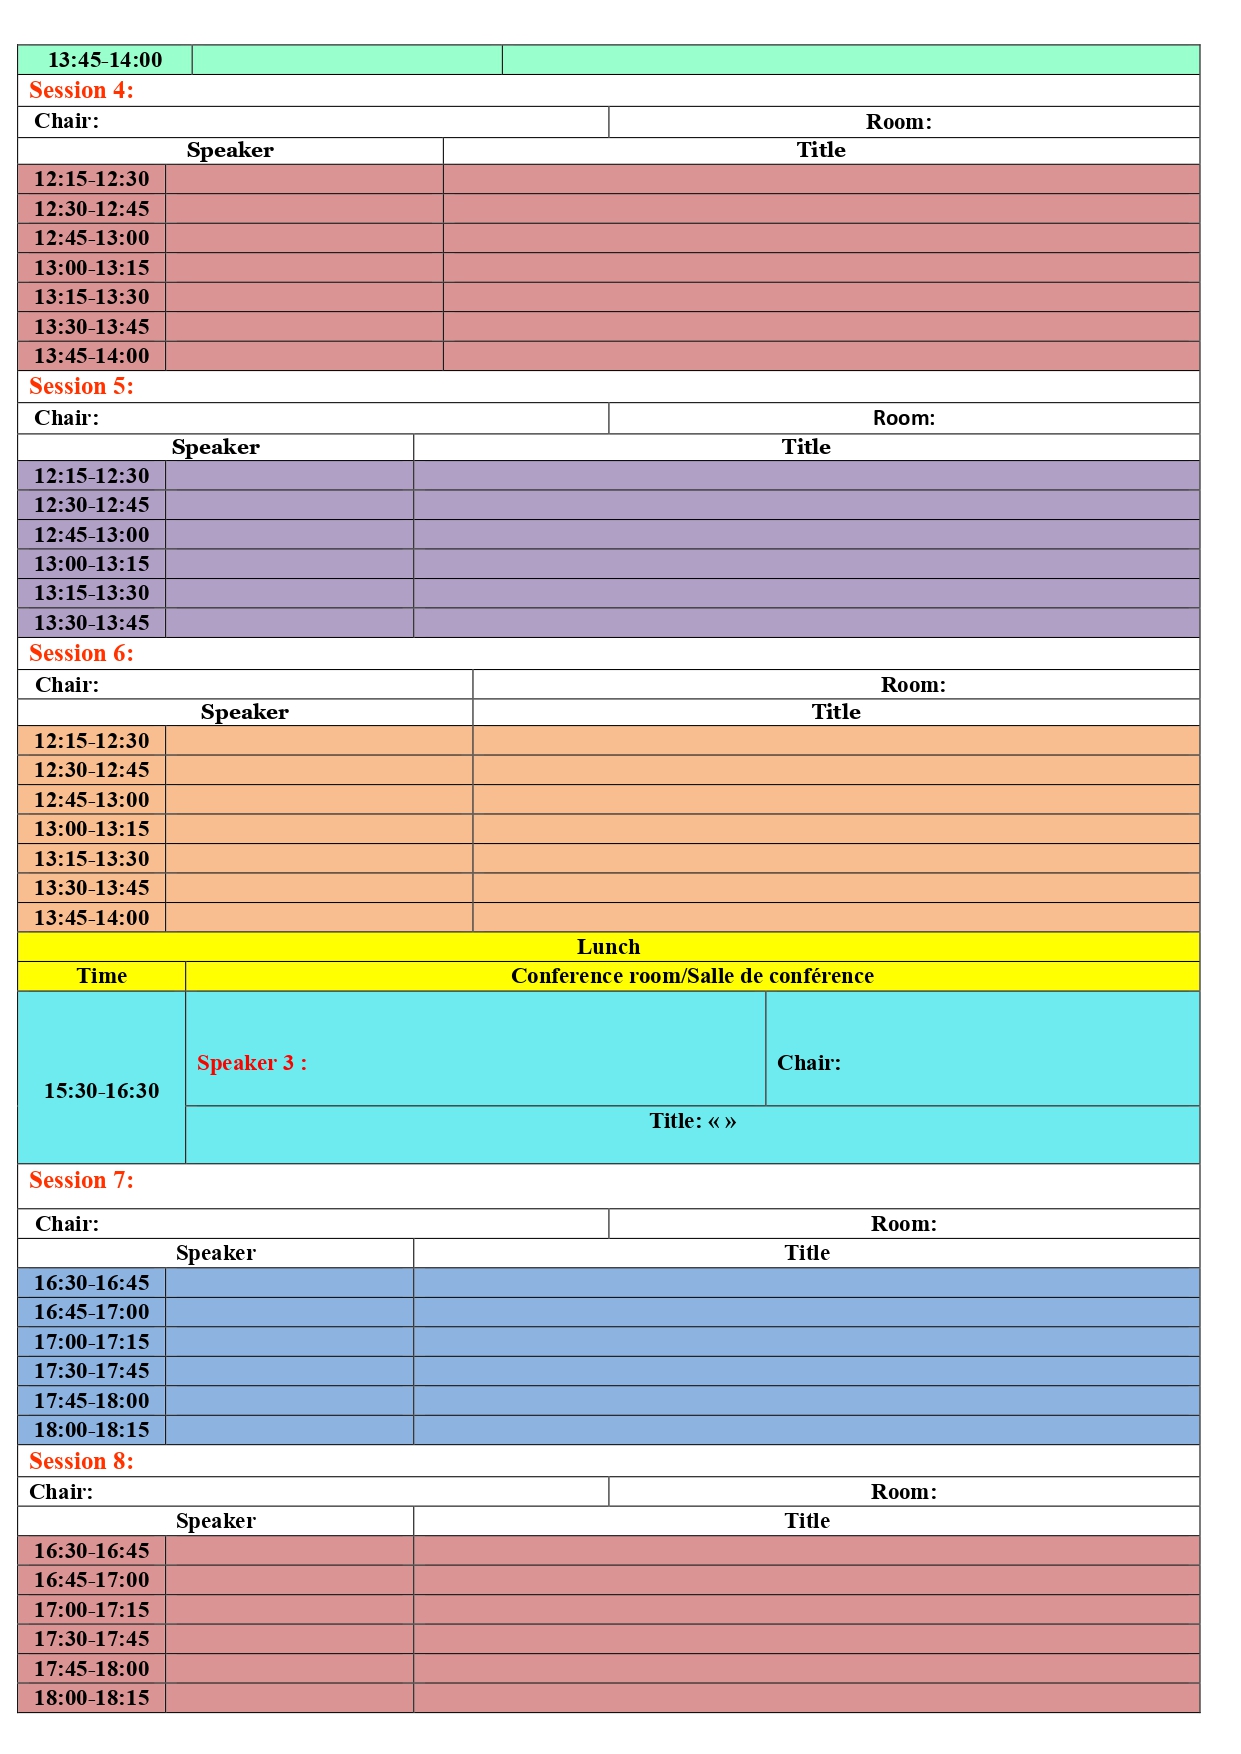 13:45-14:00
Session 4:
Chair: Room:
Speaker Title
12:15-12:30
12:30-12:45
12:45-13:00
13:00-13:15
13:15-13:30
13:30-13:45
13:45-14:00
Session 5:
Chair: Room:
Speaker Title
12:15-12:30
12:30-12:45
12:45-13:00
13:00-13:15
13:15-13:30
13:30-13:45
Session 6:
Chair: Room:
Speaker Title
12:15-12:30
12:30-12:45
12:45-13:00
13:00-13:15
13:15-13:30
13:30-13:45
13:45-14:00
Lunch
Time Conference room/Salle de conférence
Speaker 3 : Chair:
15:30-16:30
Title: « »
Session 7:
Chair: Room:
Speaker Title
16:30-16:45
16:45-17:00
17:00-17:15
17:30-17:45
17:45-18:00
18:00-18:15
Session 8:
Chair: Room:
Speaker Title
16:30-16:45
16:45-17:00
17:00-17:15
17:30-17:45
17:45-18:00
18:00-18:15